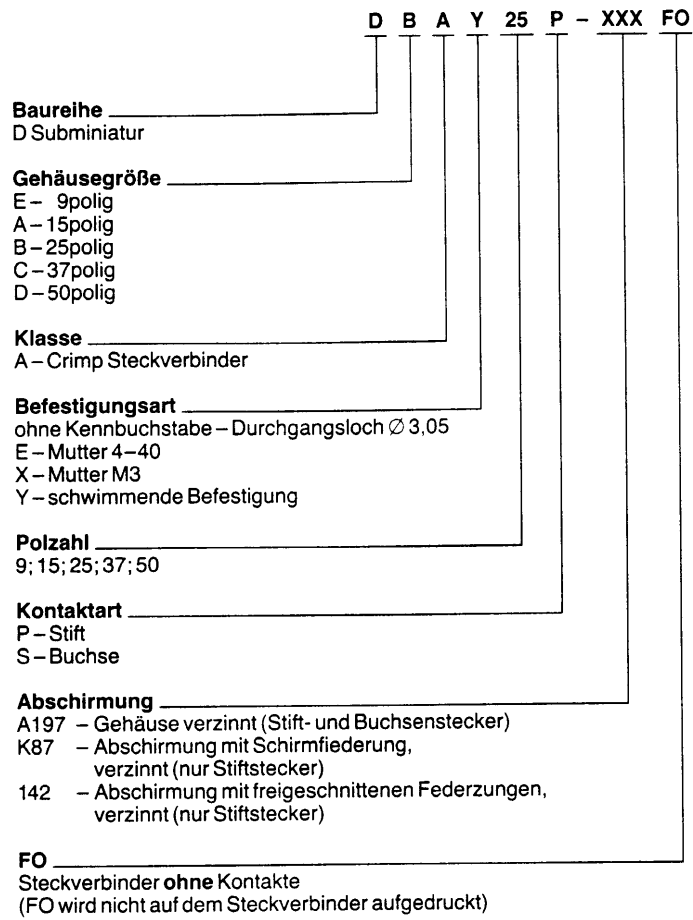 D B A Y 25 P – XXX FO
Baureihe
D Subminiatur
Gehäusegröße
E – 9polig
A – 15polig
B – 25polig
C – 37polig
D – 50polig
Klasse
A – Crimp Steckverbinder
Befestigungsart
ohne Kennbuchstabe – Durchgangsloch ∅ 3,05
E – Mutter 4–40
X – Mutter M3
Y – schwimmende Befestigung
Polzahl
9; 15; 25; 37; 50
Kontaktart
P – Stift
S – Buchse
Abschirmung
A197 – Gehäuse verzinnt (Stift- und Buchsenstecker)
K87 – Abschirmung mit Schirmfiederung,
verzinnt (nur Stiftstecker)
142 – Abschirmung mit freigeschnittenen Federzungen,
verzinnt (nur Stiftstecker)
FO
Steckverbinder ohne Kontakte
(FO wird nicht auf dem Steckverbinder aufgedruckt)